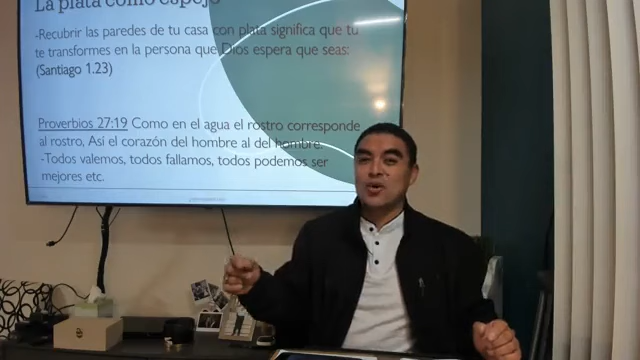 La plata como espejo
-Recubrir las paredes de tu casa con plata significa que tu
te transformes en la persona que Dios espera que seas:
(Santiago 1.23)
Proverbios 27:19 Como en el agua el rostro corresponde
al rostro, Así el corazón del hombre al del hombre.
-Todos valemos, todos fallamos, todos podemos ser
mejores etc.